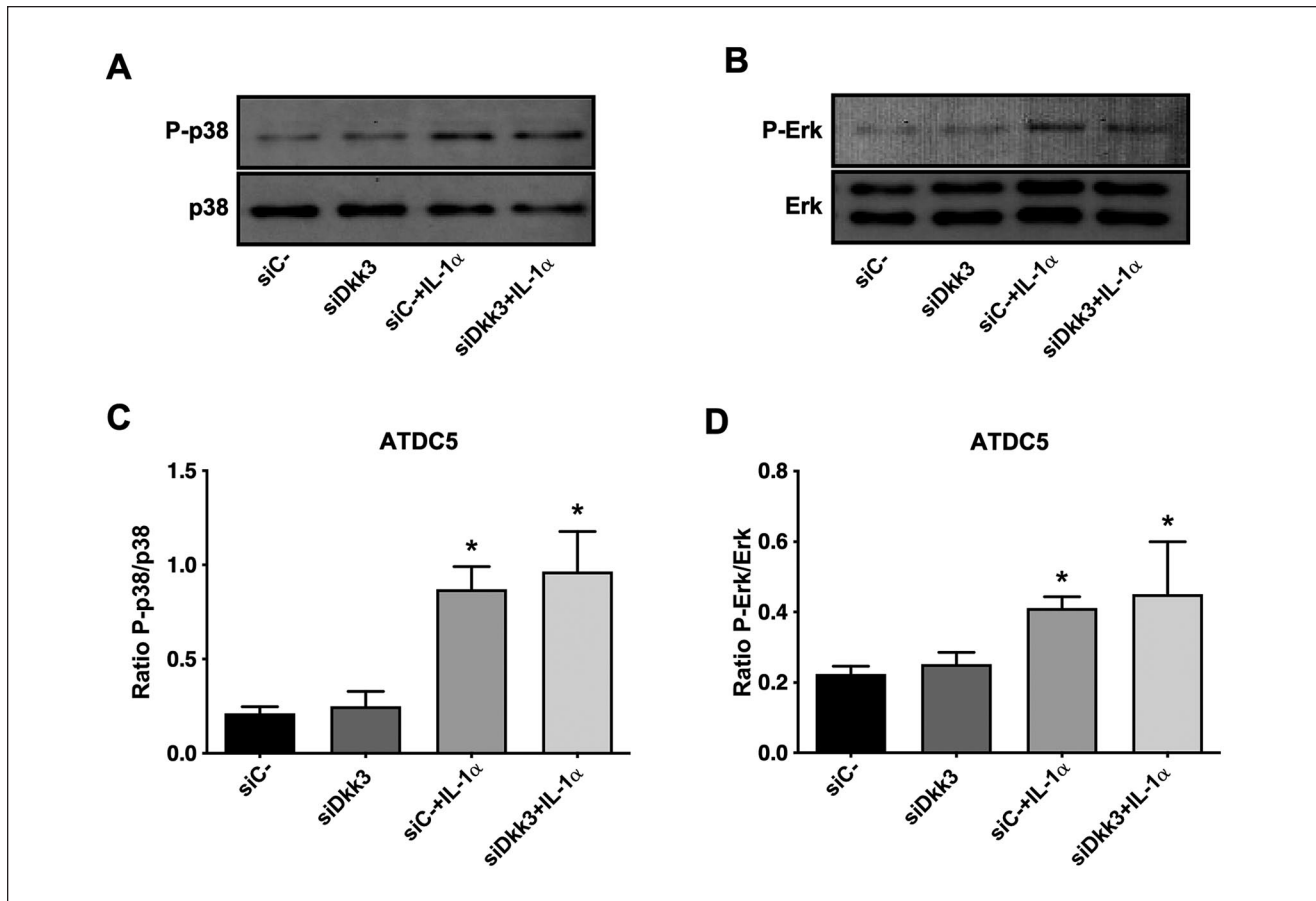 A
P-p38
p38
siC-
siDkk3
siC-+IL-1α
siDkk3+IL-1α
B
P-Erk
Erk
siC-
siDkk3
siC-+IL-1α
siDkk3+IL-1α
C
ATDC5
Ratio P-p38/p38
1.5
1.0
0.5
0.0
*
*
siC-
siDkk3
siC-+IL-1α
siDkk3+IL-1α
D
ATDC5
Ratio P-Erk/Erk
0.8
0.6
0.4
0.2
0.0
*
*
siC-
siDkk3
siC-+IL-1α
siDkk3+IL-1α